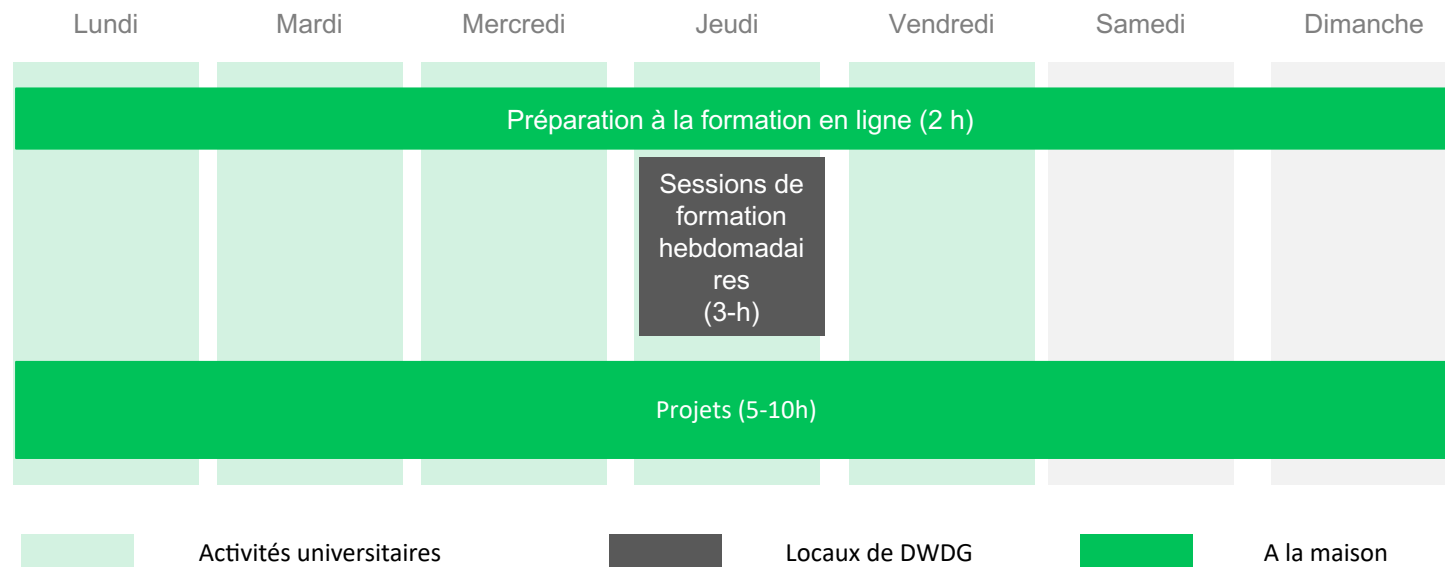 Lundi Mardi Mercredi Jeudi Vendredi Samedi Dimanche
Préparation à la formation en ligne (2 h)
Sessions de
formation
hebdomadai
res
(3-h)
Projets (5-10h)
Activités universitaires Locaux de DWDG A la maison